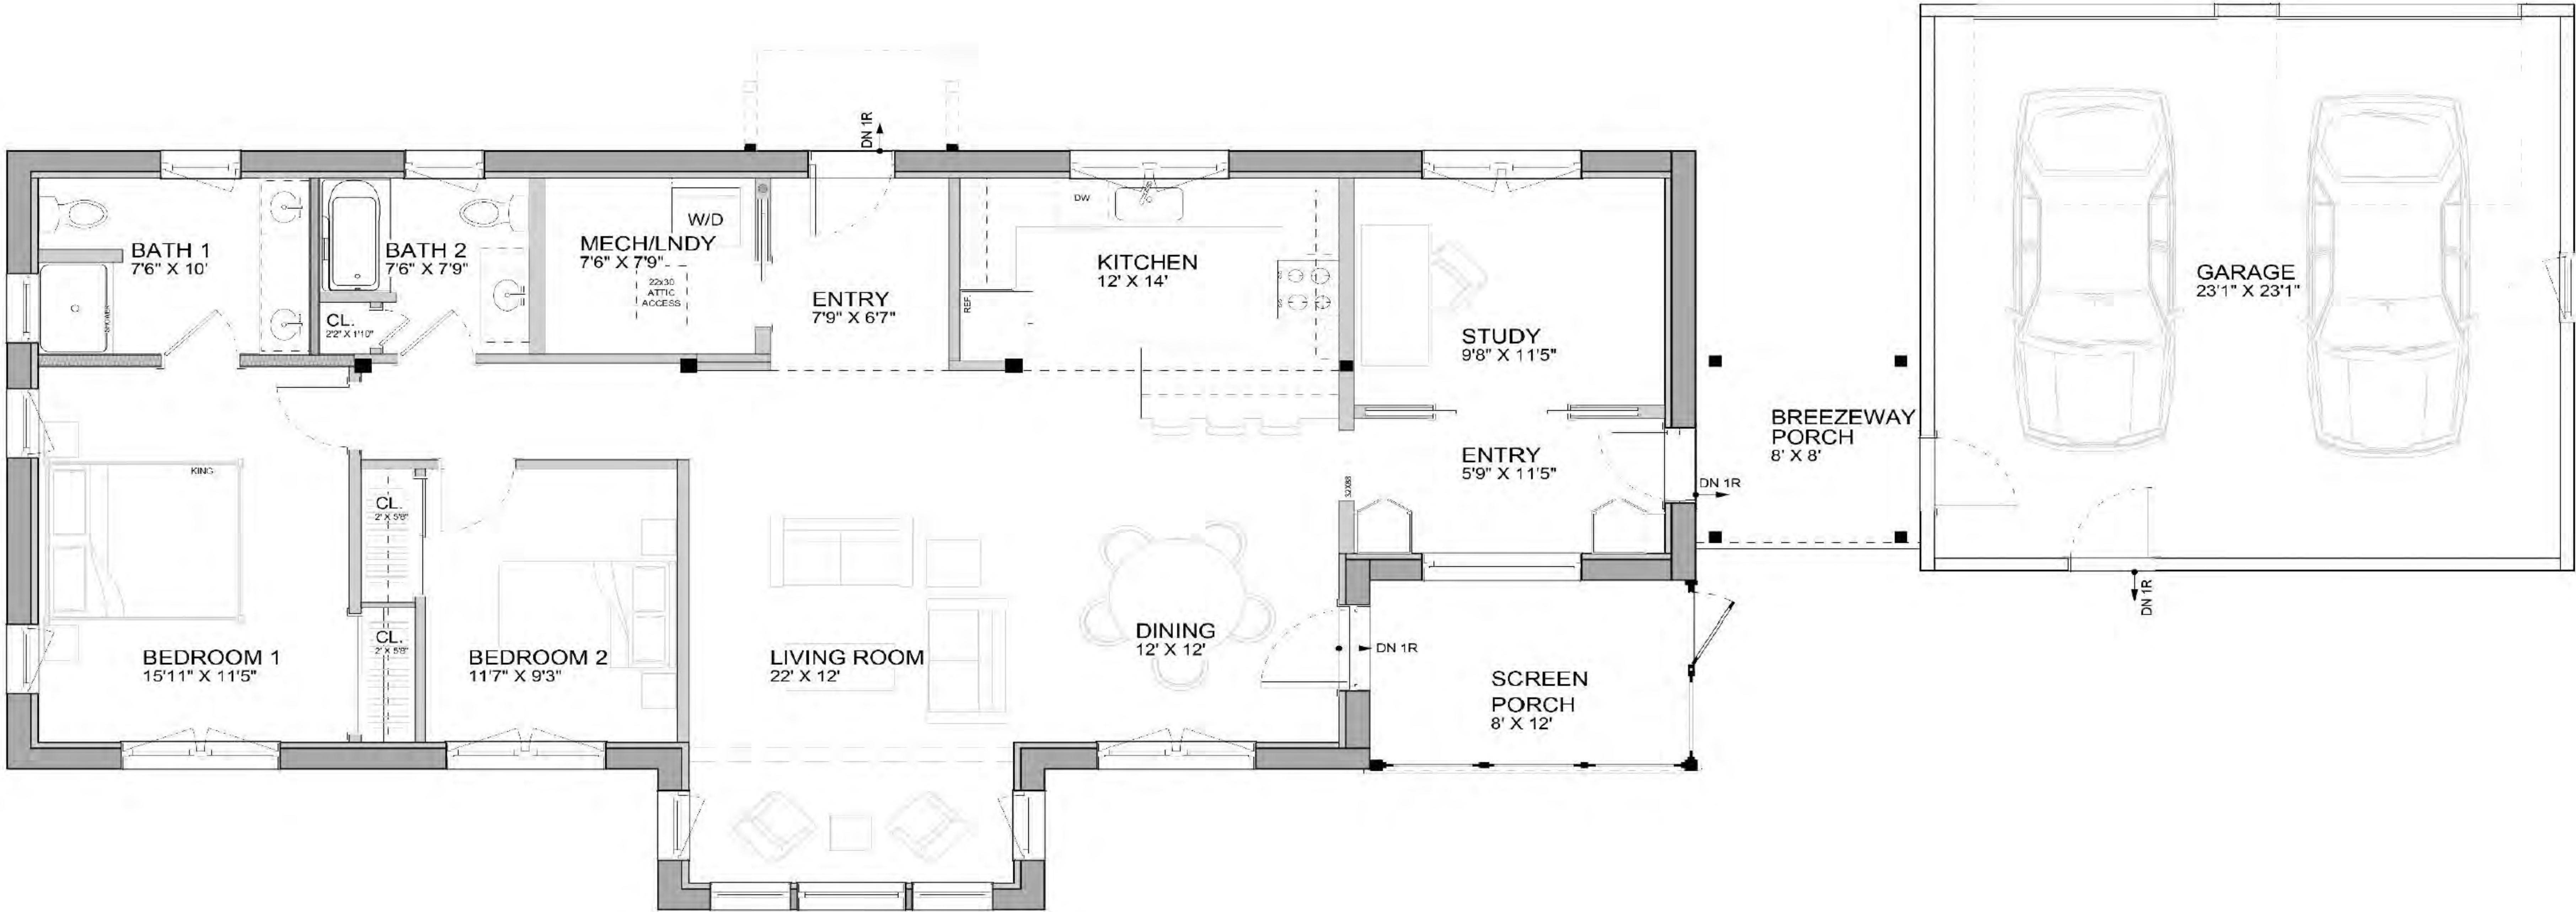 DN 1R
W/D
DW
BATH 1
7'6" X 10'
BATH 2
7'6" X 7'9"
MECH/LNDY
7'6" X 7'9"
22x30
ATTIC
ACCESS
ENTRY
7'9" X 6'7"
KITCHEN
12' X 14'
REF.
GARAGE
23'1" X 23'1"
SHOWER
CL.
2'2" X 1'10"
STUDY
9'8" X 11'5"
BREEZEWAY
PORCH
8' X 8'
ENTRY
5'9" X 11'5"
KING
DN 1R
CL.
2' X 5'8"
DN 1R
BEDROOM 1
15'11" X 11'5"
CL.
2' X 5'8"
BEDROOM 2
11'7" X 9'3"
LIVING ROOM
22' X 12'
DINING
12' X 12'
DN 1R
SCREEN
PORCH
8' X 12'